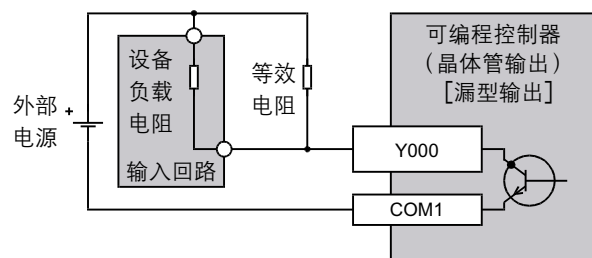 外部
电源
+
设备
负载
电阻
输入回路
等效
电阻
可编程控制器
（晶体管输出）
[漏型输出]
Y000
COM1